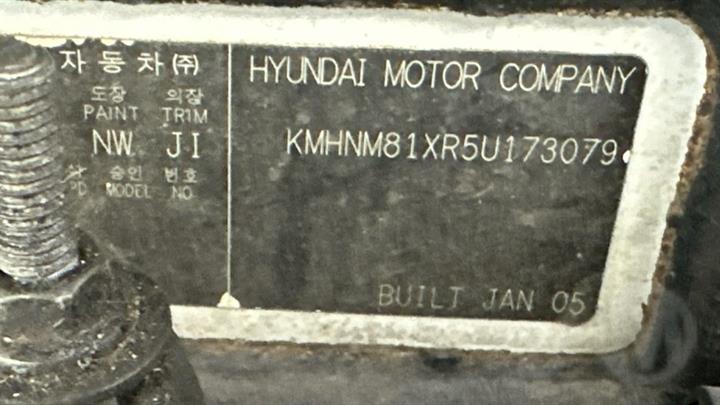 자동차 ㈜
도장 의장
PAINT TRIM
NW JI
승인 번호
MODEL NO
HYUNDAI MOTOR COMPANY
KMHNM81XR5U173079
BUILT JAN 05